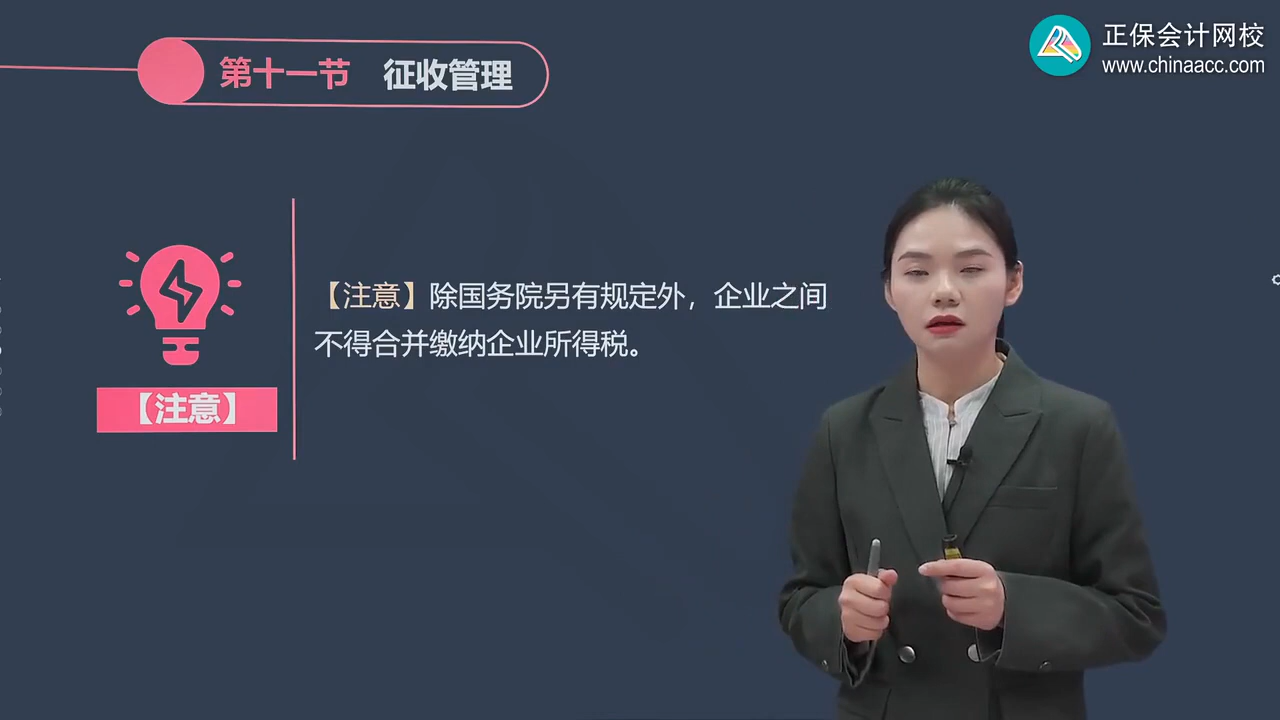 正保会计网校
www.chinaacc.com
第十一节 征收管理
【注意】除国务院另有规定外，企业之间
不得合并缴纳企业所得税。
【注意】